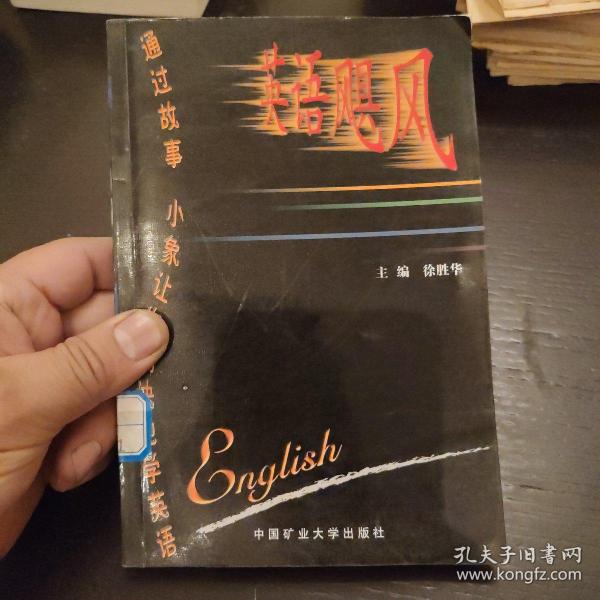 英语飓风
主编 徐胜华
通过故事 小象让 地学英语
English
中国矿业大学出版社
孔夫子旧书网
www.kongfz.com